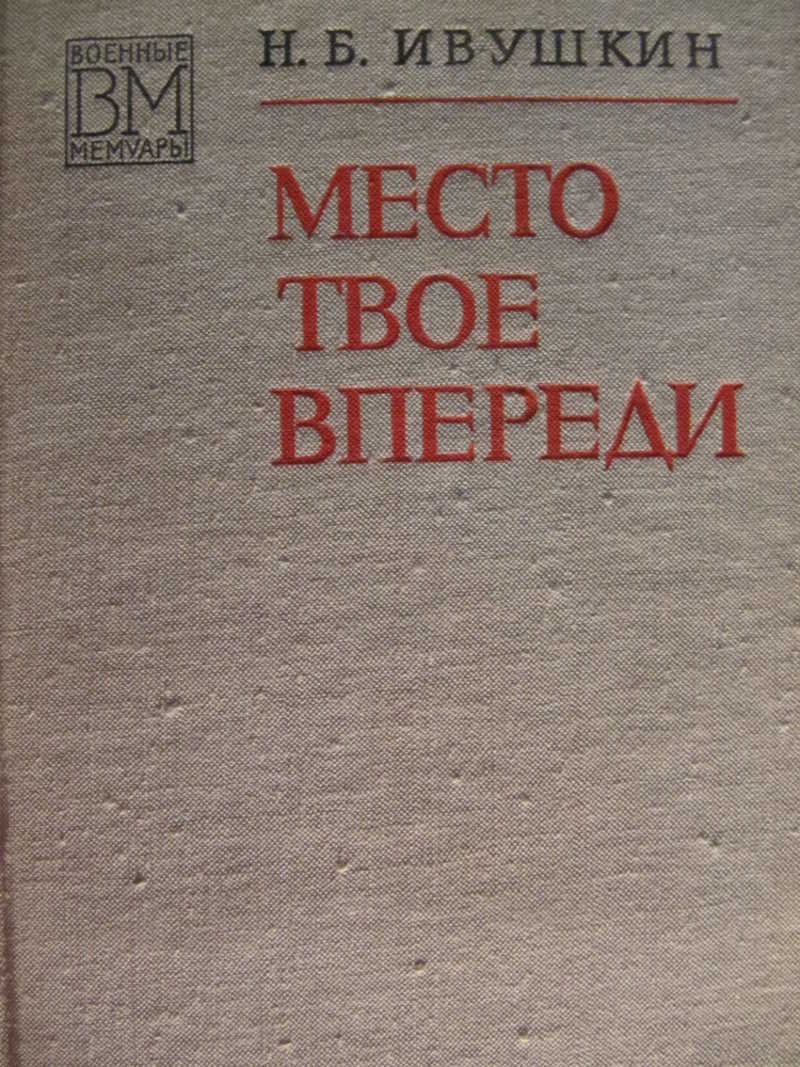 ВОЕННЫЕ
ВМ
МЕМУАРЫ
Н. Б. ИВУШКИН
МЕСТО
ТВОЕ
ВПЕРЕДИ